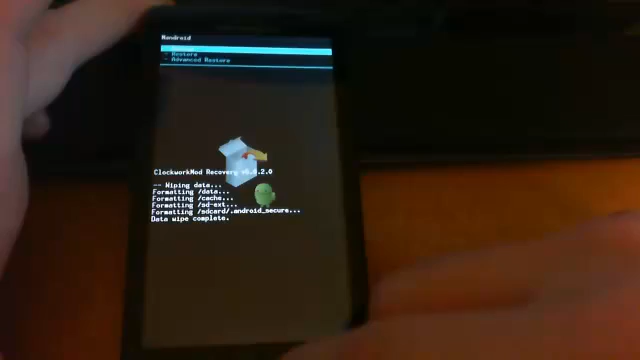 Nandroid
- Backup
- Restore
- Advanced Restore
ClockworkMod Recovery
-- Wiping data...
Formatting /data...
Formatting /cache...
Formatting /sd-ext...
Formatting /sdcard/.android_secure...
Data wipe complete.